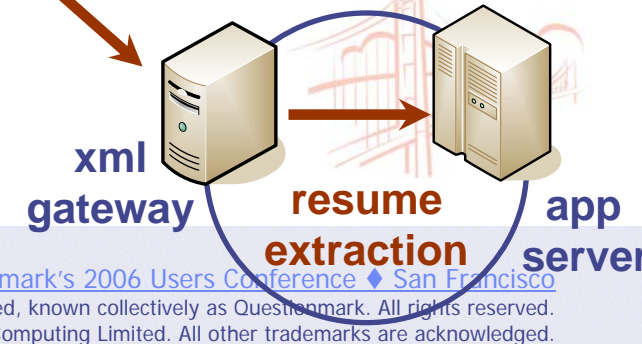 xml
gateway
resume
extraction
app
server
mark's 2006 Users Conference ♦ San Francisco
ed, known collectively as Questionmark. All rights reserved.
Computing Limited. All other trademarks are acknowledged.